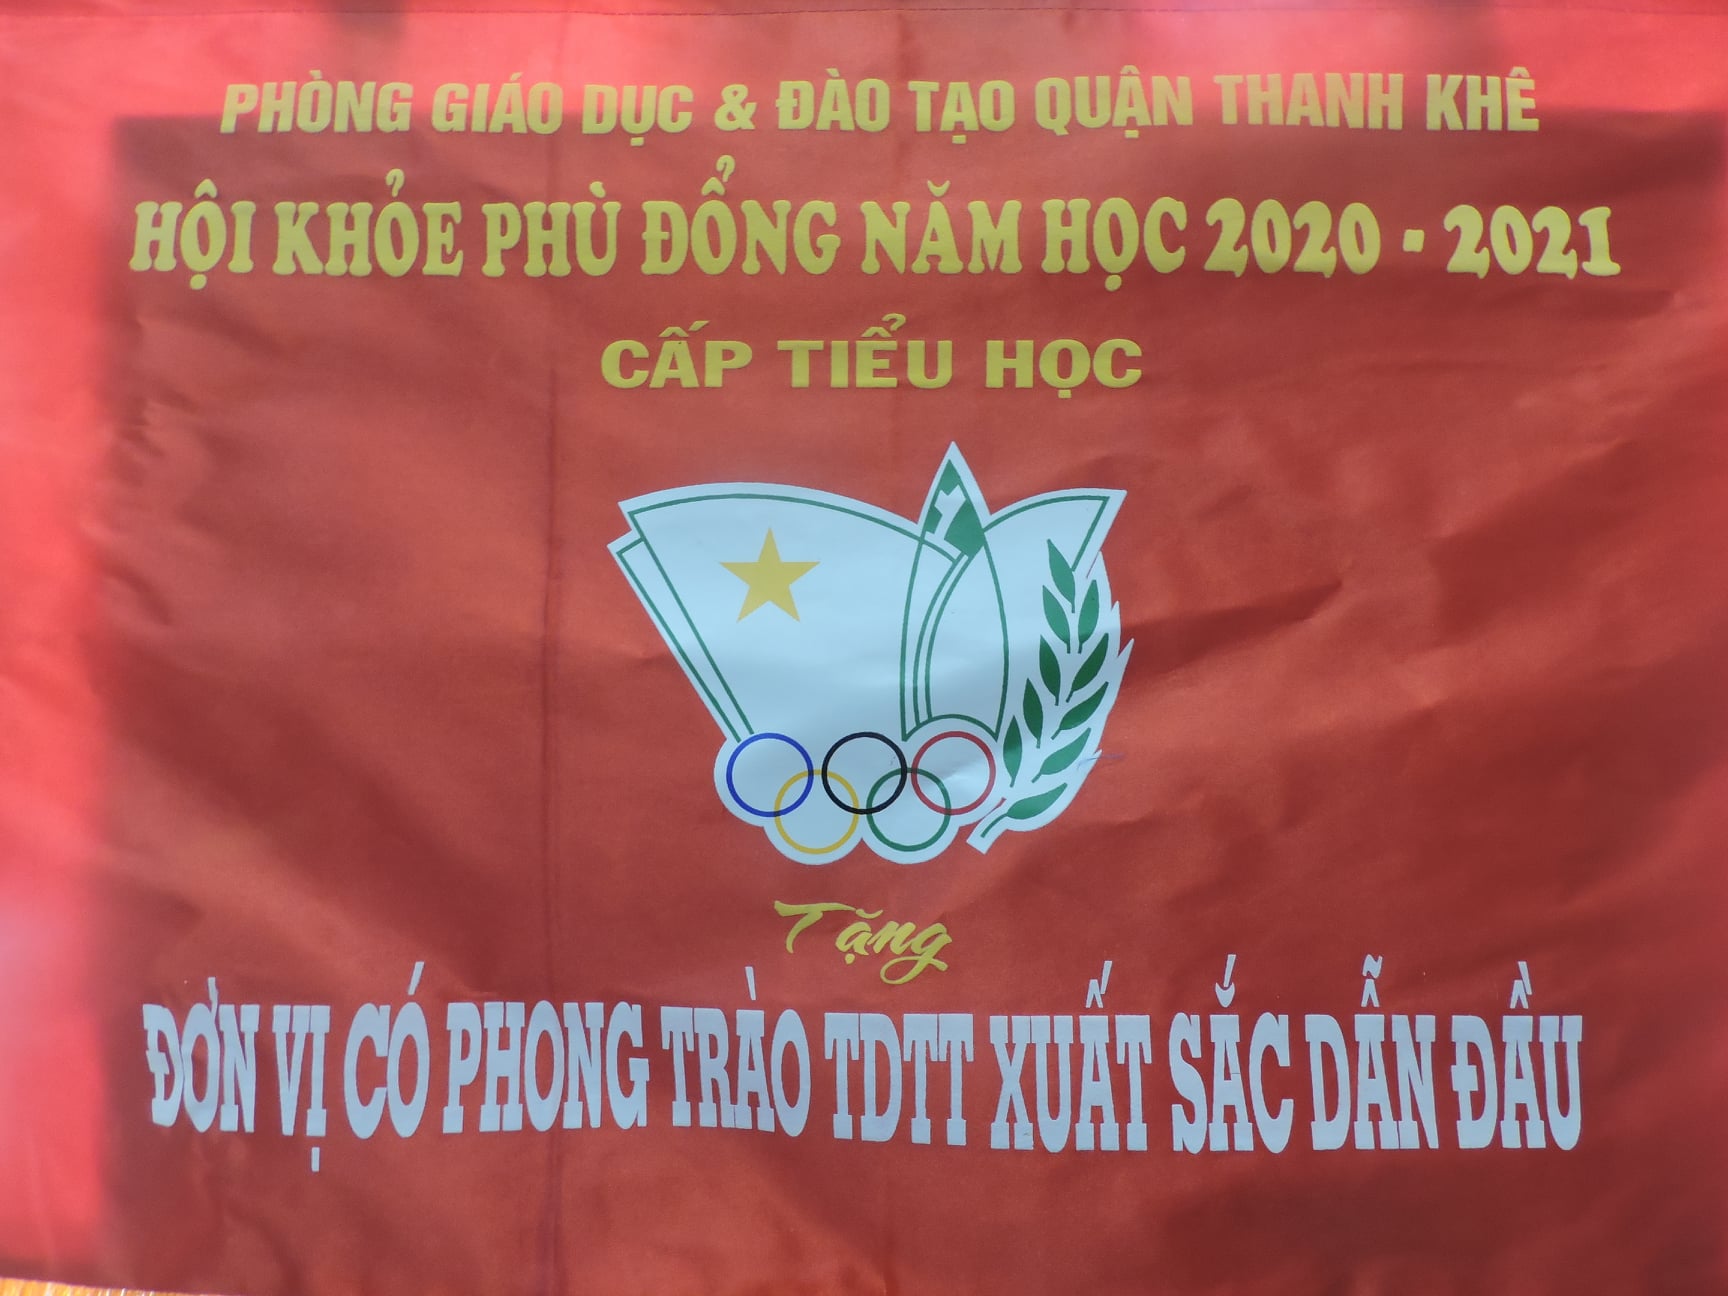 PHÒNG GIÁO DỤC & ĐÀO TẠO QUẬN THANH KHÊ
HỘI KHỎE PHÙ ĐỔNG NĂM HỌC 2020 - 2021
CẤP TIỂU HỌC
Tặng
ĐƠN VỊ CÓ PHONG TRÀO TDTT XUẤT SẮC DẪN ĐẦU